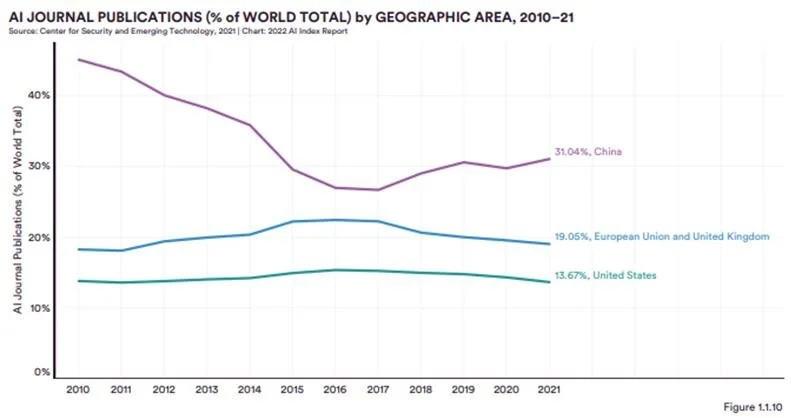 AI JOURNAL PUBLICATIONS (% of WORLD TOTAL) by GEOGRAPHIC AREA, 2010–21
Source: Center for Security and Emerging Technology, 2021 | Chart: 2022 AI Index Report
AI Journal Publications (% of World Total)
40%
30%
20%
10%
0%
31.04%, China
19.05%, European Union and United Kingdom
13.67%, United States
2010 2011 2012 2013 2014 2015 2016 2017 2018 2019 2020 2021
Figure 1.1.10